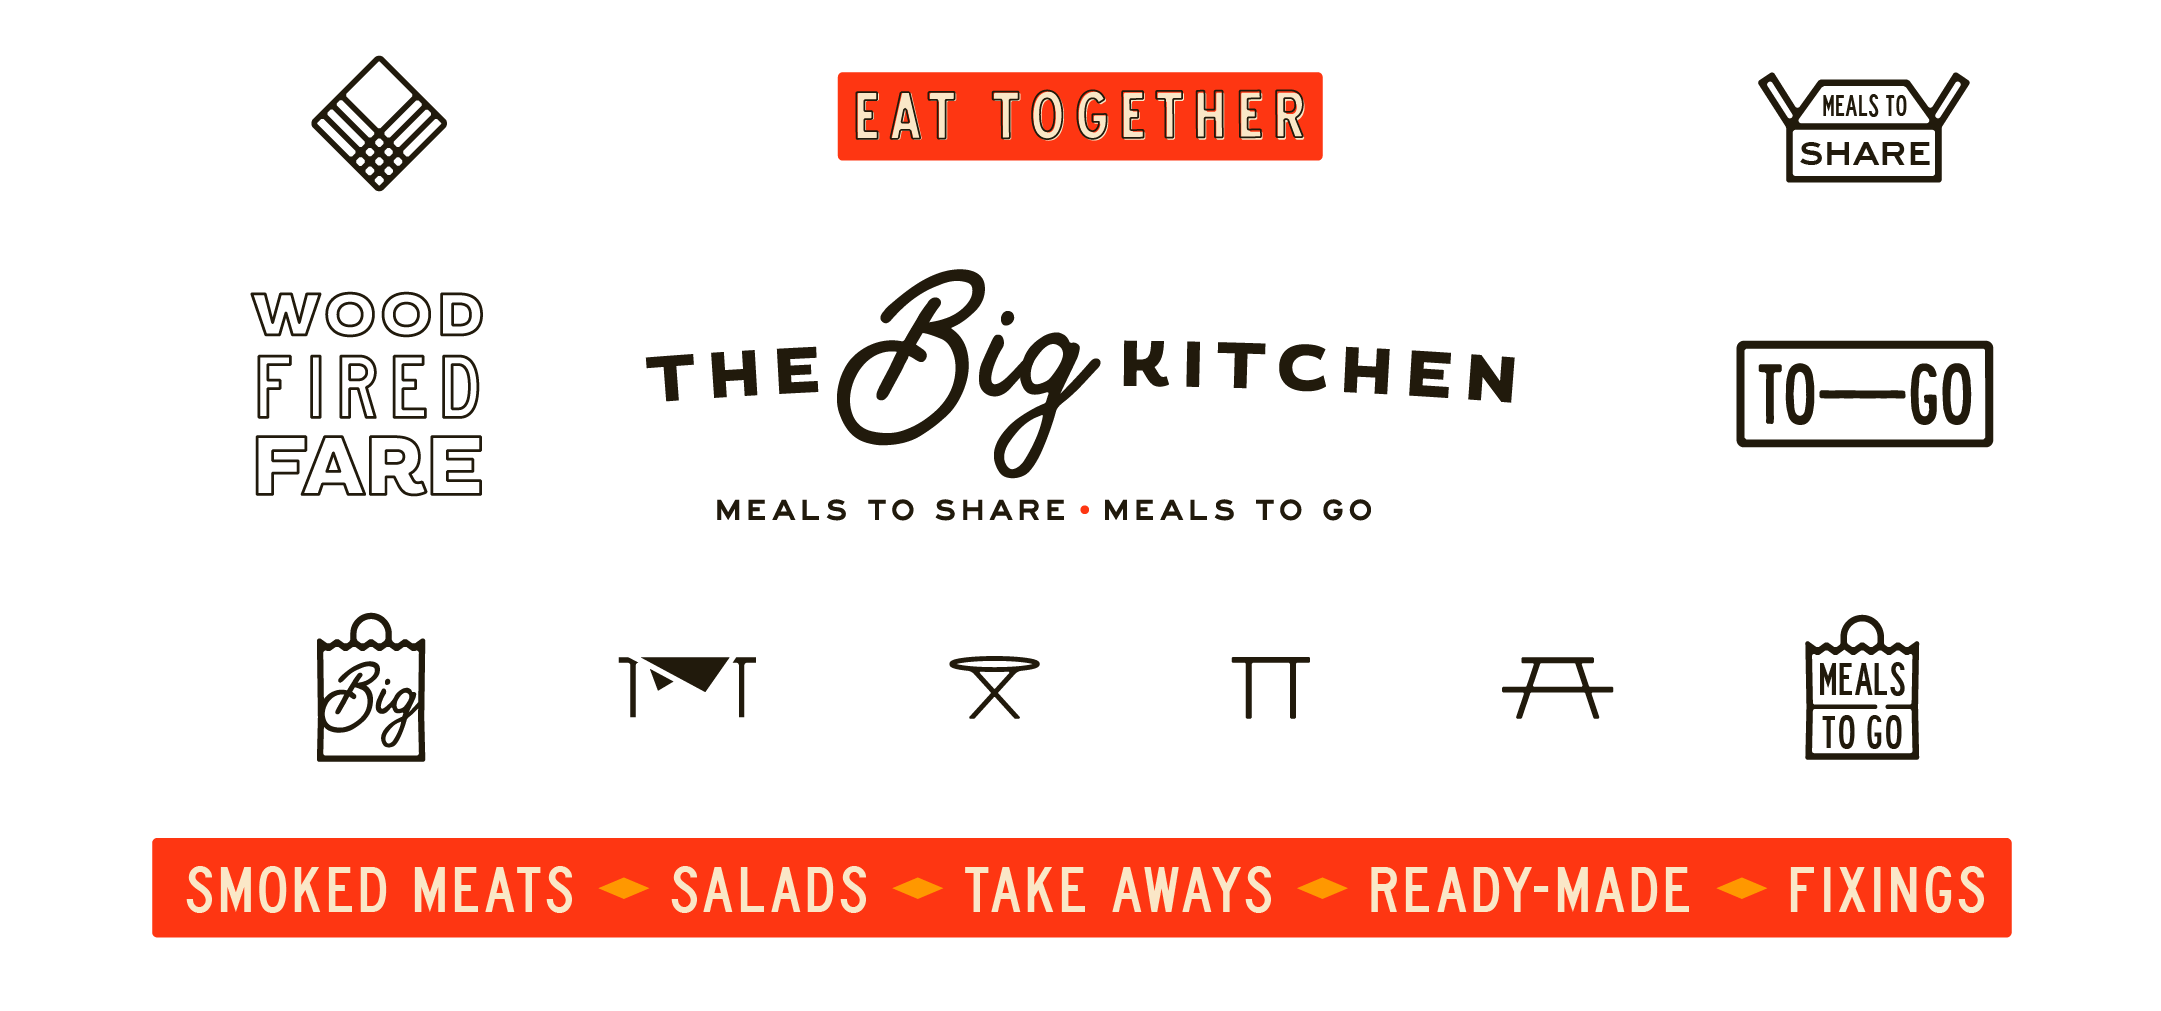 EAT TOGETHER
MEALS TO
SHARE
WOOD
FIRED
FARE
THE Big KITCHEN
MEALS TO SHARE • MEALS TO GO
TO—GO
Big
MEALS
TO GO
SMOKED MEATS ◆ SALADS ◆ TAKE AWAYS ◆ READY-MADE ◆ FIXINGS